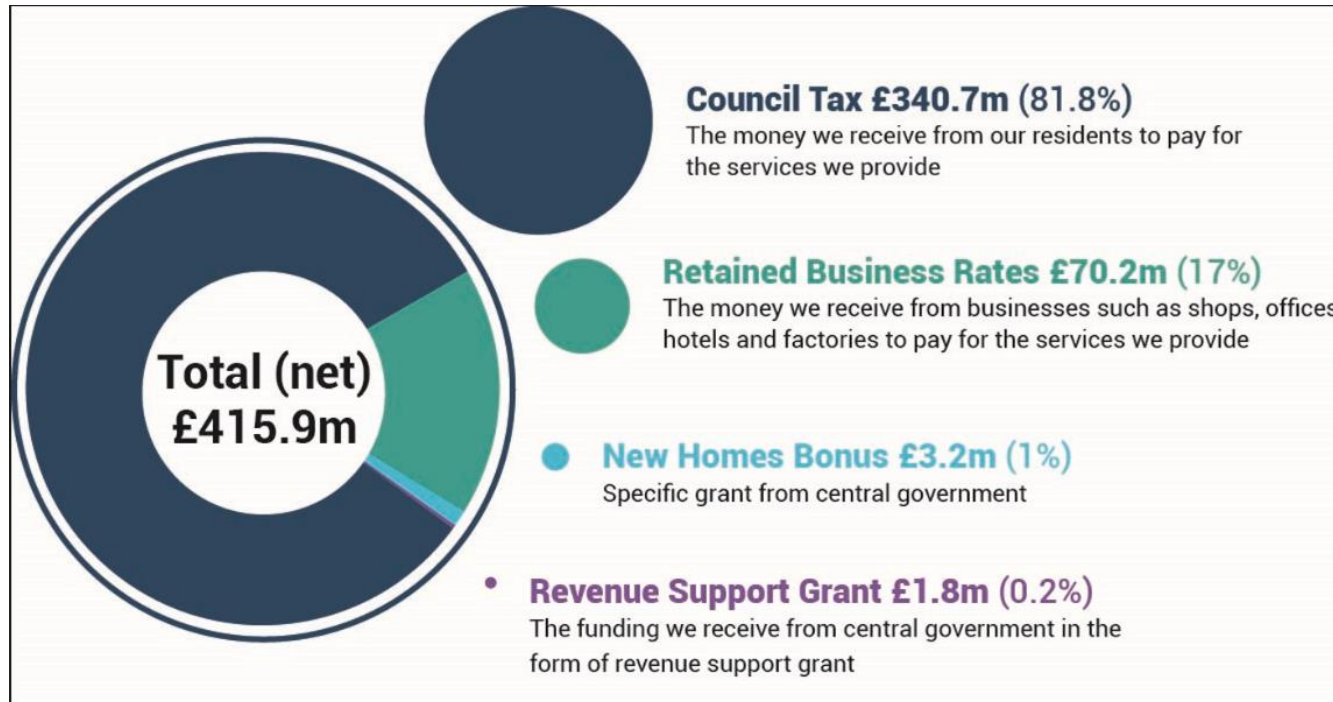 Council Tax £340.7m (81.8%)
The money we receive from our residents to pay for
the services we provide
Retained Business Rates £70.2m (17%)
The money we receive from businesses such as shops, offices
hotels and factories to pay for the services we provide
Total (net)
£415.9m
New Homes Bonus £3.2m (1%)
Specific grant from central government
Revenue Support Grant £1.8m (0.2%)
The funding we receive from central government in the
form of revenue support grant